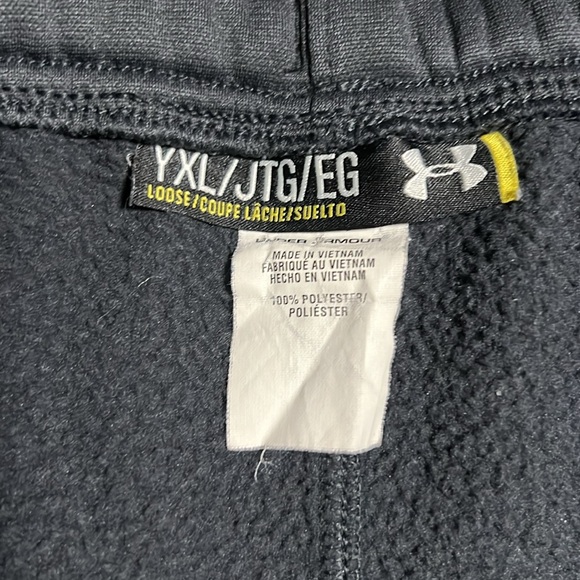 YXL/JTG/EG
LOOSE/COUPE LÂCHE/SUELTO
UNDER ARMOUR
MADE IN VIETNAM
FABRIQUÉ AU VIETNAM
HECHO EN VIETNAM
100% POLYESTER/
POLIÉSTER